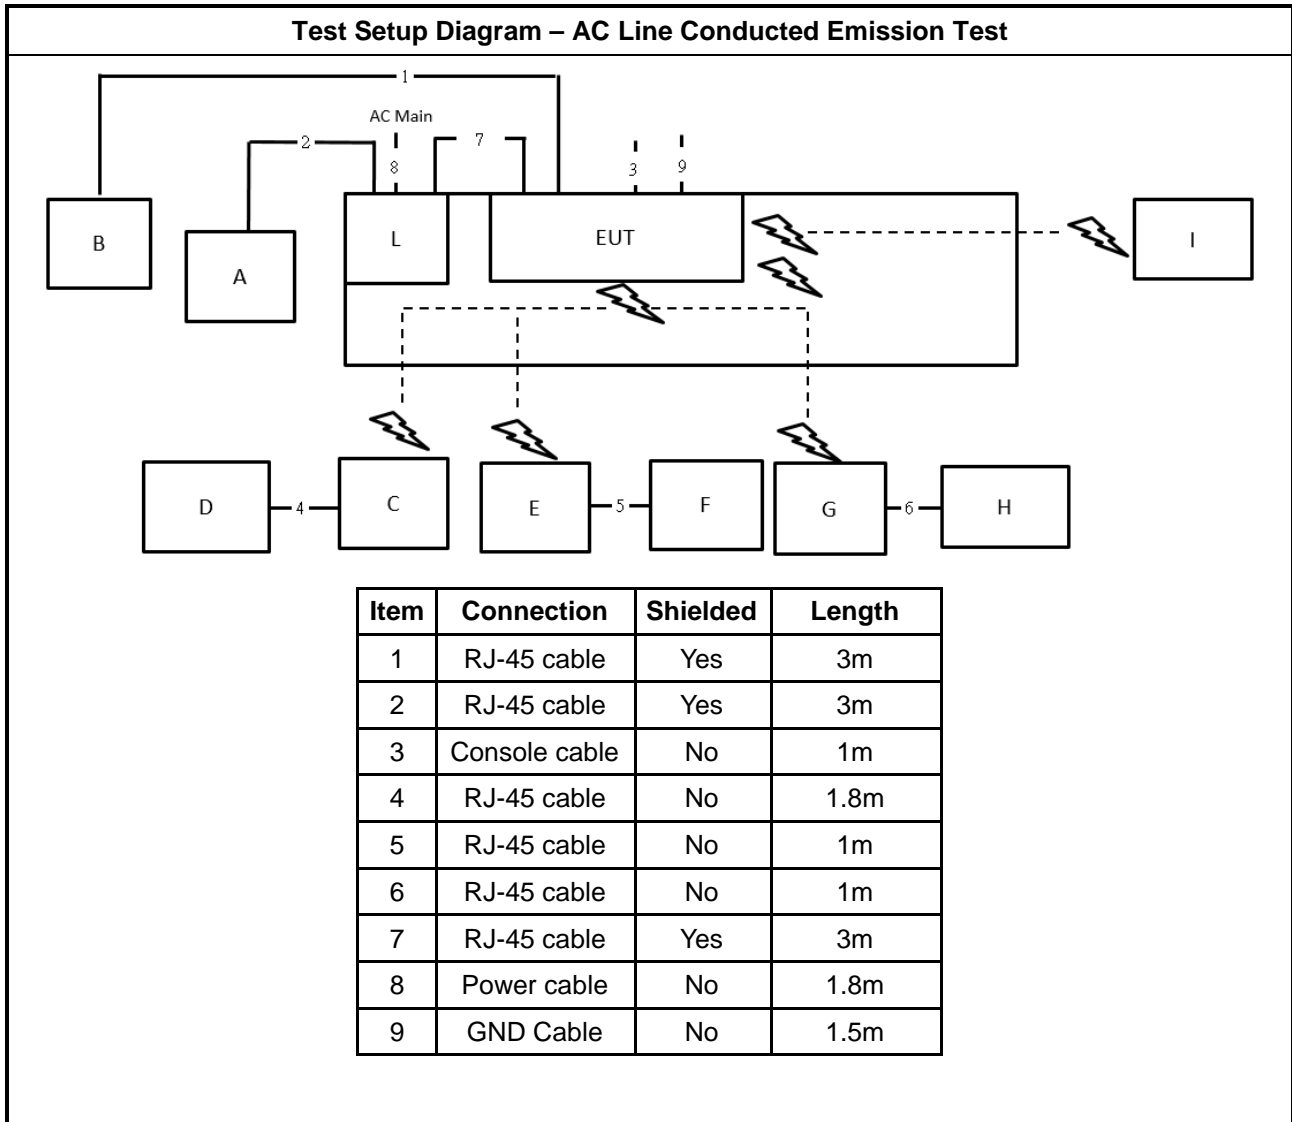 Test Setup Diagram – AC Line Conducted Emission Test
1
AC Main
2
7
8
3
9
B
A
L
EUT
I
D
4
C
E
5
F
G
6
H
Item Connection Shielded Length
1 RJ-45 cable Yes 3m
2 RJ-45 cable Yes 3m
3 Console cable No 1m
4 RJ-45 cable No 1.8m
5 RJ-45 cable No 1m
6 RJ-45 cable No 1m
7 RJ-45 cable Yes 3m
8 Power cable No 1.8m
9 GND Cable No 1.5m